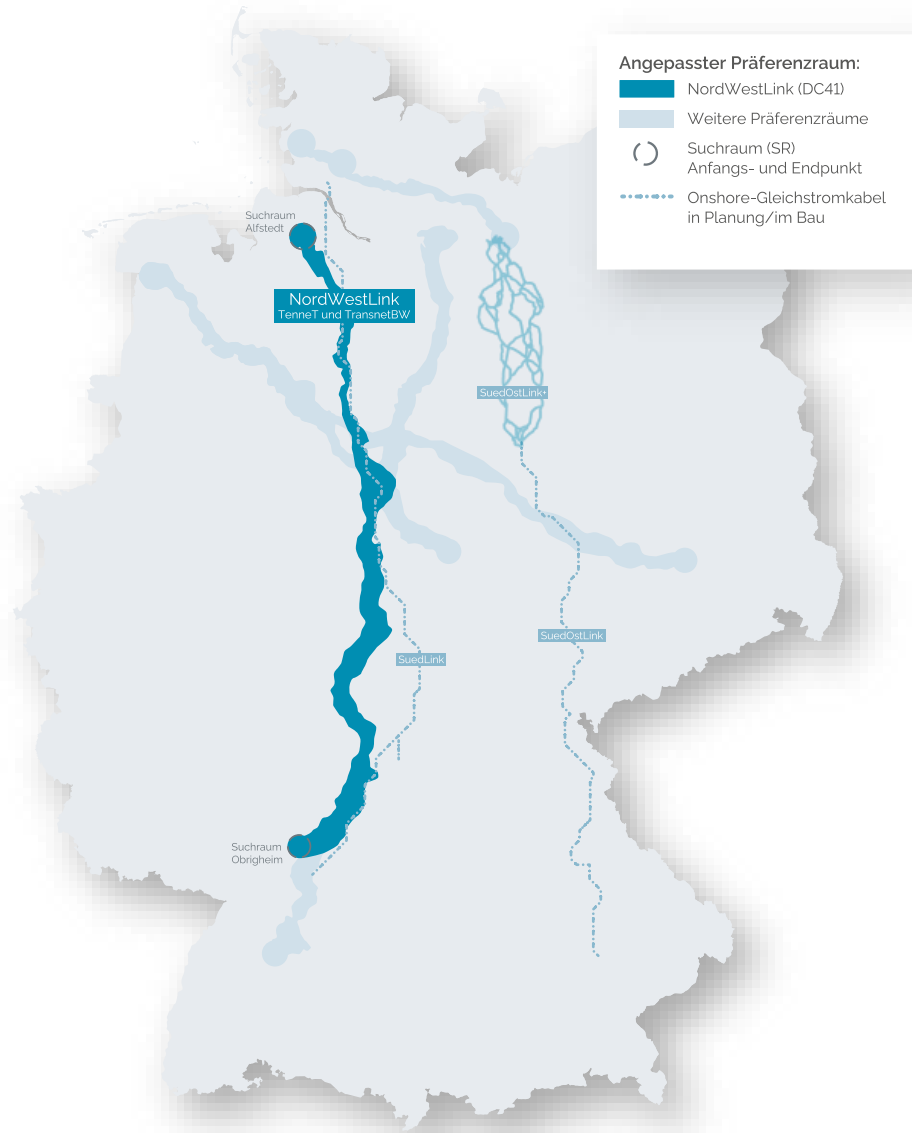 Angepasster Präferenzraum:
NordWestLink (DC41)
Weitere Präferenzräume
Suchraum (SR)
Anfangs- und Endpunkt
Onshore-Gleichstromkabel
in Planung/im Bau
Suchraum
Alfstedt
NordWestLink
TenneT und TransnetBW
SuedOstLink+
SuedOstLink
SuedLink
Suchraum
Obrigheim